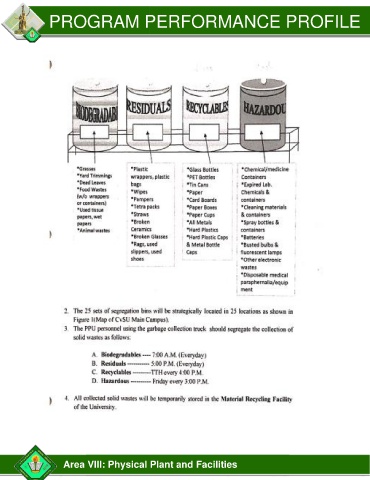 PROGRAM PERFORMANCE PROFILE
BIODEGRADABL
RESIDUALS
RECYCLABLES
HAZARDOU
*Grasses
*Yard Trimmings
*Dead Leaves
*Food Wastes
(w/o wrappers
or containers)
*Used tissue
papers, wet
papers
*Animal wastes
*Plastic
wrappers, plastic
bags
*Wipes
*Pampers
*Tetra packs
*Straws
*Broken
Ceramics
*Broken Glasses
*Rags, used
slippers, used
shoes
*Glass Bottles
*PET Bottles
*Tin Cans
*Paper
*Card Boards
*Paper Boxes
*Paper Cups
*All Metals
*Hard Plastics
*Hard Plastic Caps
& Metal Bottle
Caps
*Chemical/medicine
Containers
*Expired Lab.
Chemicals &
containers
*Cleaning materials
& containers
*Spray bottles &
containers
*Batteries
*Busted bulbs &
fluorescent lamps
*Other electronic
wastes
*Disposable medical
paraphernalia/equip
ment
2. The 25 sets of segregation bins will be strategically located in 25 locations as shown in
Figure 1(Map of CvSU Main Campus).
3. The PPU personnel using the garbage collection truck should segregate the collection of
solid wastes as follows:
A. Biodegradables ---- 7:00 A.M. (Everyday)
B. Residuals ----------- 5:00 P.M. (Everyday)
C. Recyclables ---------TTH every 4:00 P.M.
D. Hazardous ---------- Friday every 3:00 P.M.
4. All collected solid wastes will be temporarily stored in the Material Recycling Facility
of the University.
Area VIII: Physical Plant and Facilities